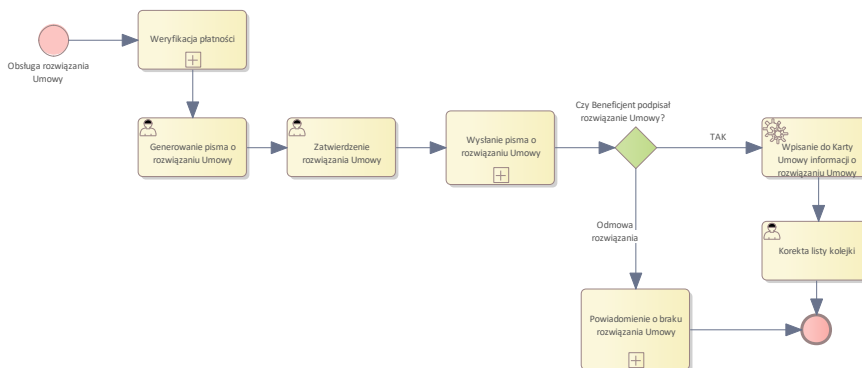 Weryfikacja płatności
Obsługa rozwiązania
Umowy
Generowanie pisma o
rozwiązaniu Umowy
Zatwierdzenie
rozwiązania Umowy
Wysłanie pisma o
rozwiązaniu Umowy
Czy Beneficjent podpisał
rozwiązanie Umowy?
TAK
Wpisanie do Karty
Umowy informacji o
rozwiązaniu Umowy
Odmowa
rozwiązania
Korekta listy kolejki
Powiadomienie o braku
rozwiązania Umowy